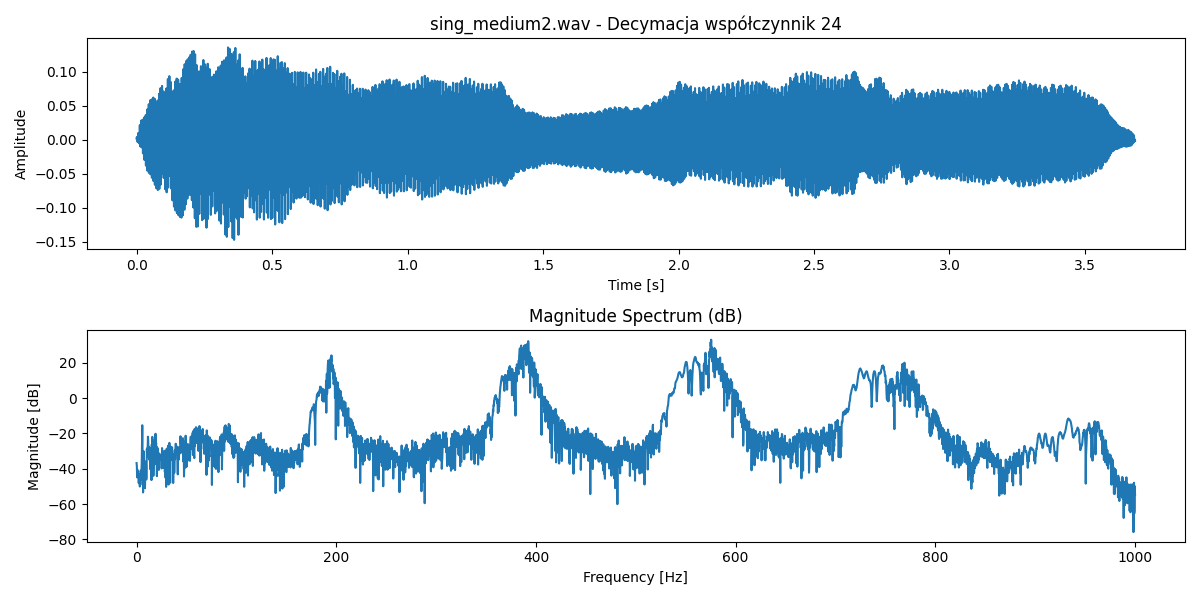 sing_medium2.wav - Decymacja współczynnik 24
Amplitude
0.10
0.05
0.00
−0.05
−0.10
−0.15
0.0 0.5 1.0 1.5 2.0 2.5 3.0 3.5
Time [s]
Magnitude Spectrum (dB)
Magnitude [dB]
20
0
−20
−40
−60
−80
0 200 400 600 800 1000
Frequency [Hz]